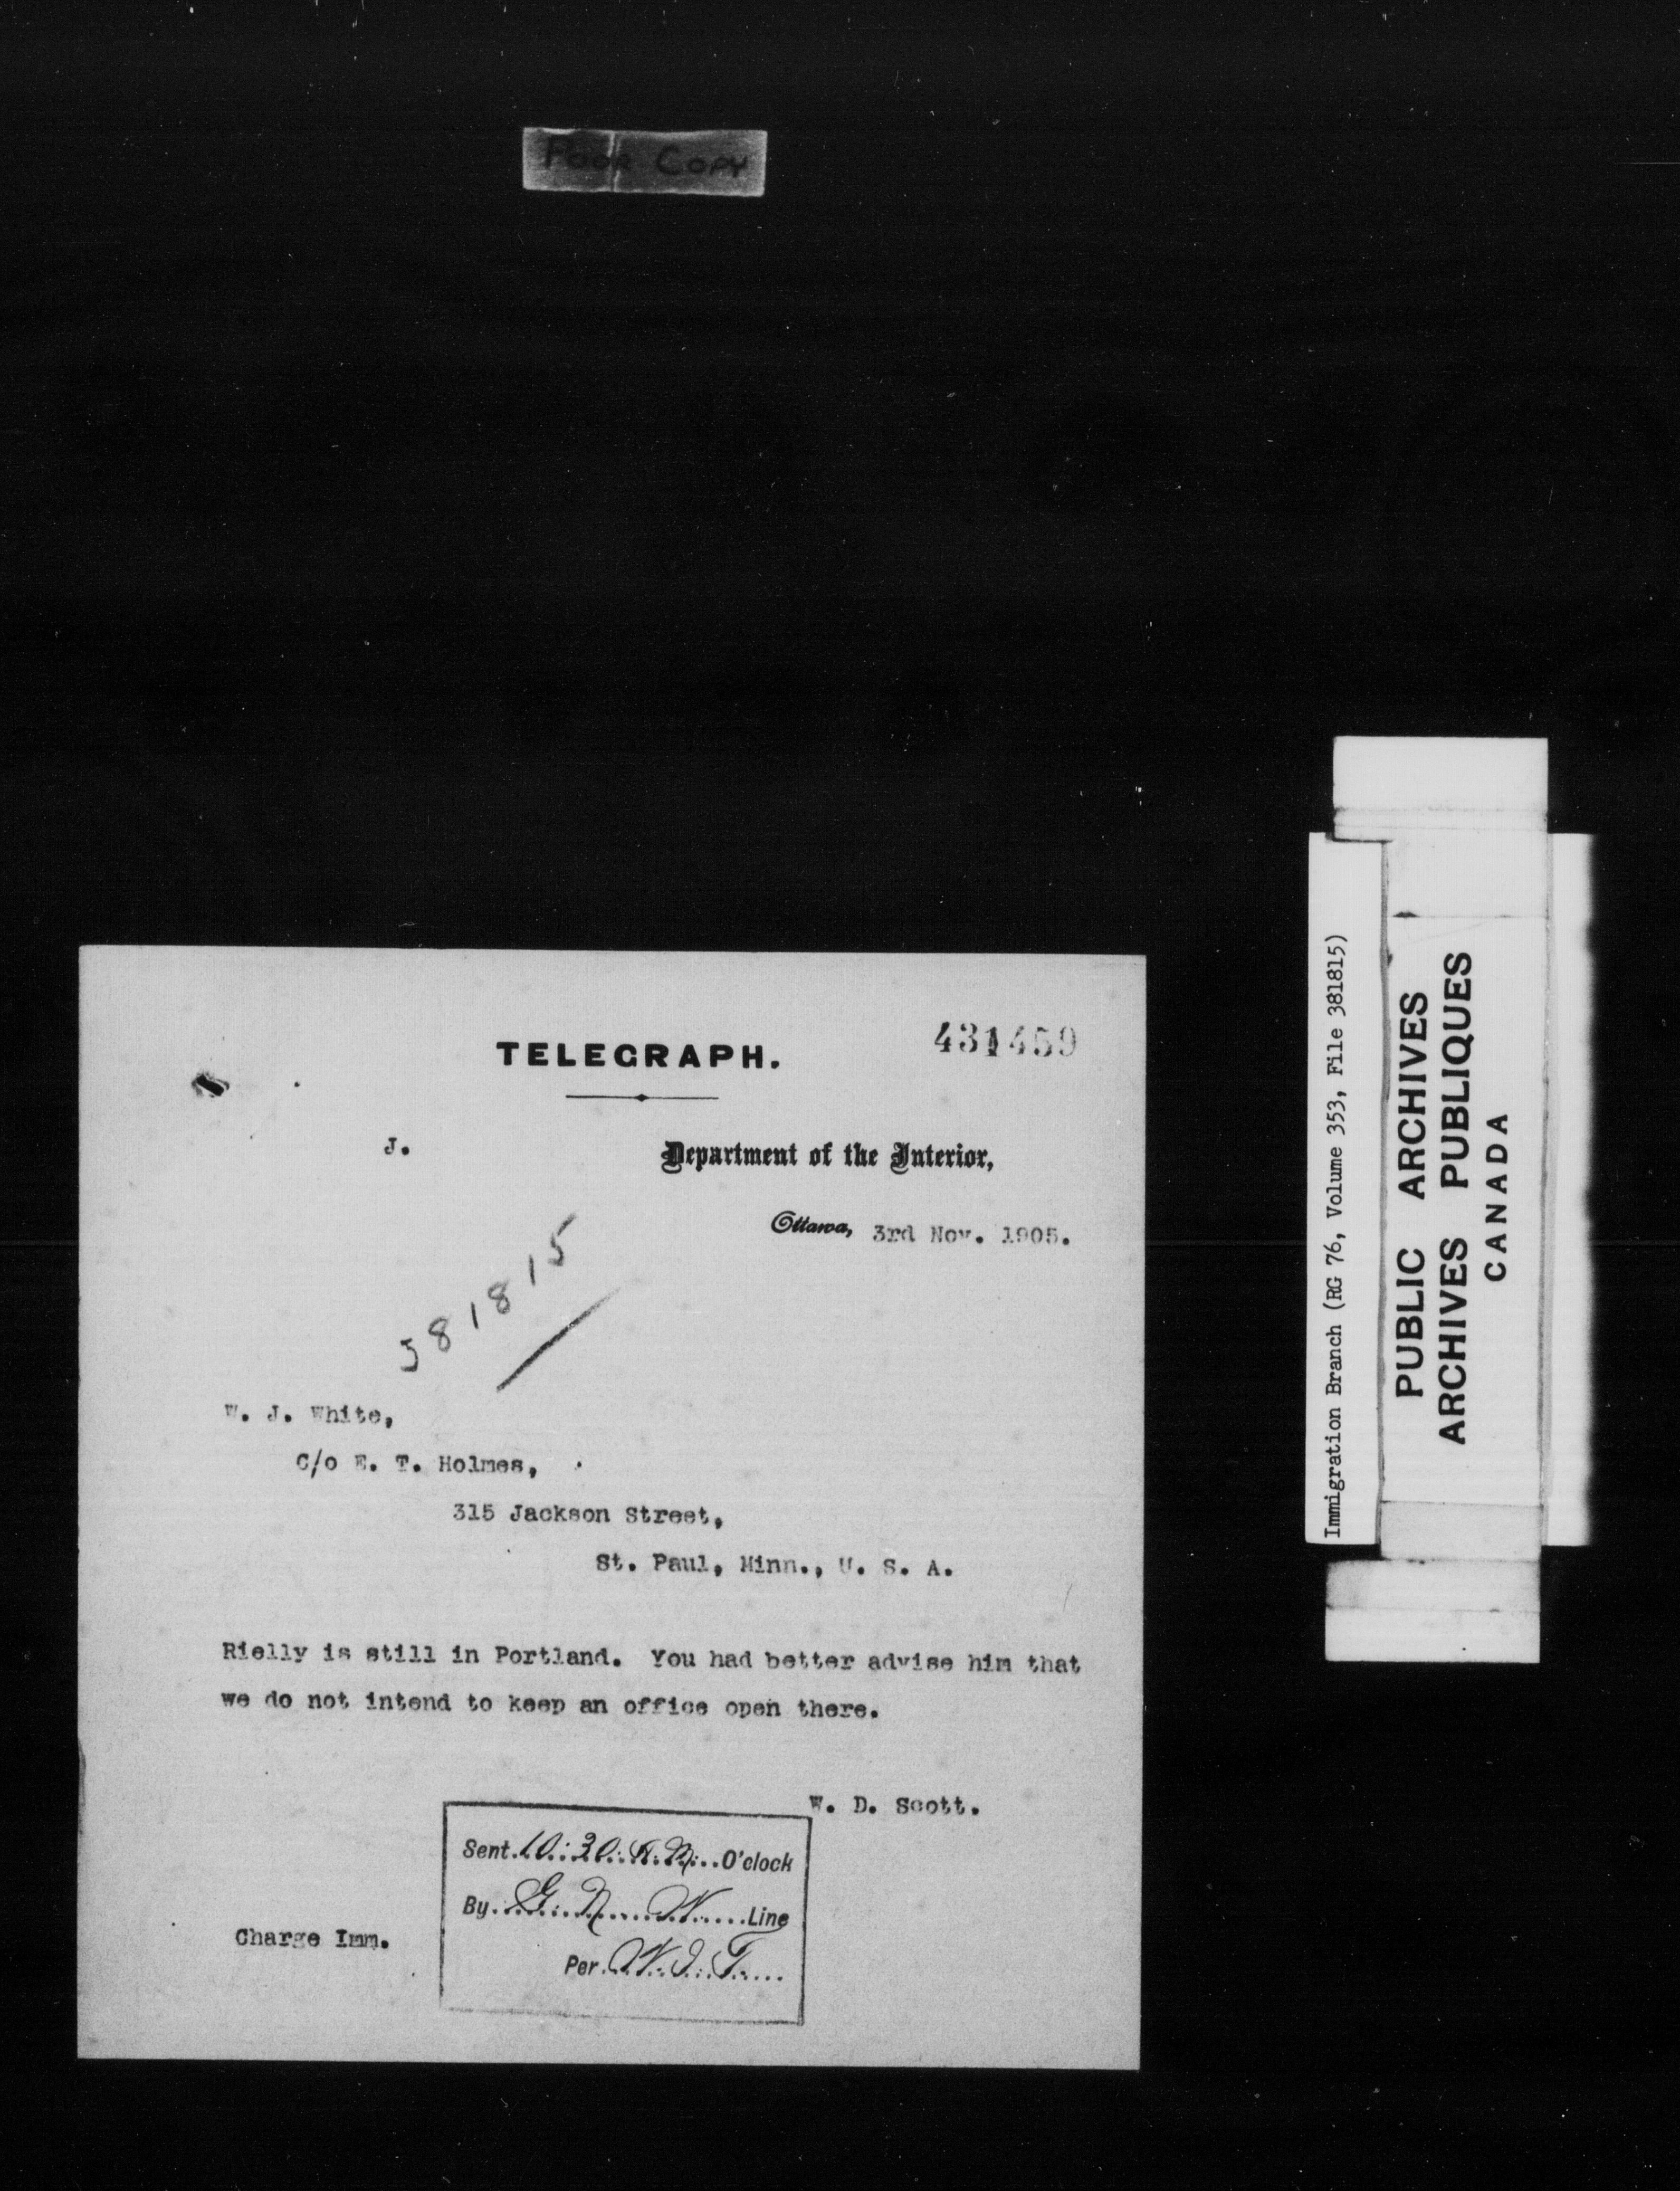 Poor Copy
TELEGRAPH.
431459
J.
Department of the Interior,
Ottawa, 3rd Nov. 1905.
381815
W. J. White,
C/o E. T. Holmes,
315 Jackson Street,
St. Paul, Minn., U. S. A.
Rielly is still in Portland. You had better advise him that
we do not intend to keep an office open there.
W. D. Scott.
Sent 10:30 A.M. O'clock
By G. N. W. Line
Per W. J. F.
Charge Imm.
Immigration Branch (RG 76, Volume 353, File 381815)
PUBLIC ARCHIVES
ARCHIVES PUBLIQUES
CANADA